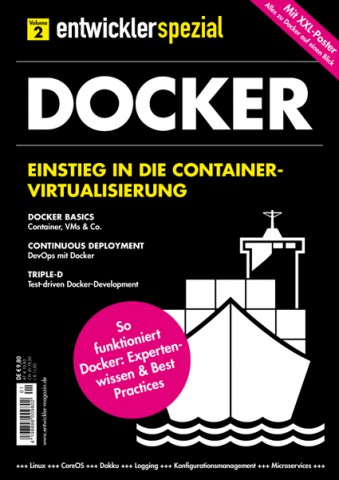 Volume
2
entwicklerspezial
Mit XXL-Poster
Alles zu Docker auf einen Blick
DOCKER
EINSTIEG IN DIE CONTAINER-
VIRTUALISIERUNG
DOCKER BASICS
Container, VMs & Co.
CONTINUOUS DEPLOYMENT
DevOps mit Docker
TRIPLE-D
Test-driven Docker-Development
So
funktioniert
Docker: Experten-
wissen & Best
Practices
DE € 9,80
www.entwickler-magazin.de
+++ Linux +++ CoreOS +++ Dokku +++ Logging +++ Konfigurationsmanagement +++ Microservices +++